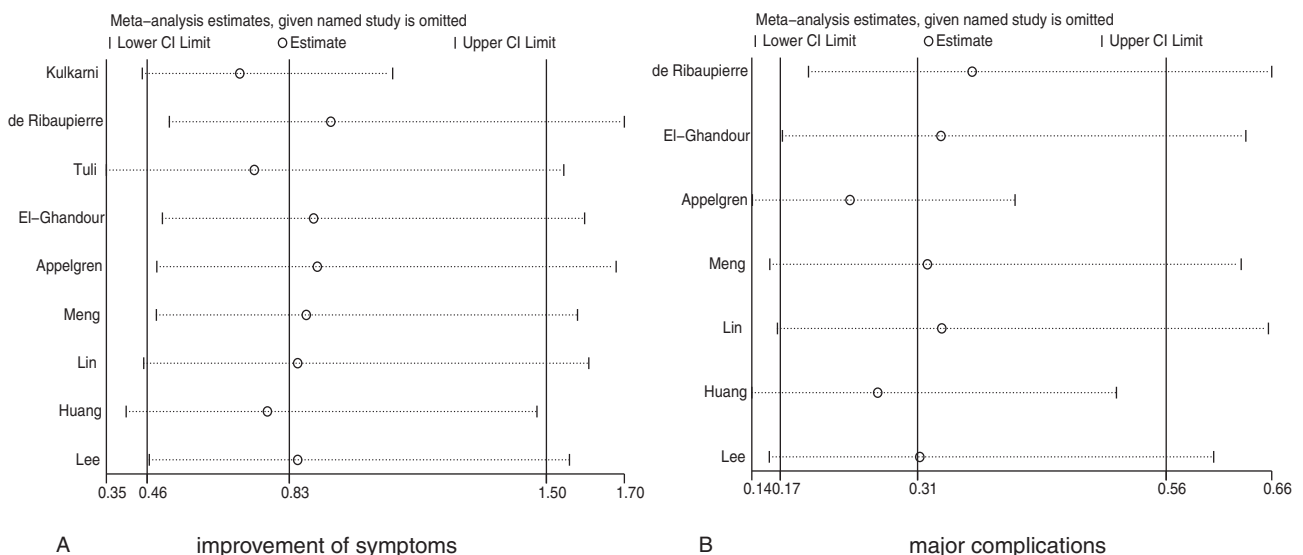 Meta−analysis estimates, given named study is omitted
Lower CI Limit Estimate Upper CI Limit
Kulkarni
de Ribaupierre
Tuli
El−Ghandour
Appelgren
Meng
Lin
Huang
Lee
0.35 0.46 0.83 1.50 1.70
A improvement of symptoms
Meta−analysis estimates, given named study is omitted
Lower CI Limit Estimate Upper CI Limit
de Ribaupierre
El−Ghandour
Appelgren
Meng
Lin
Huang
Lee
0.14 0.17 0.31 0.56 0.66
B major complications